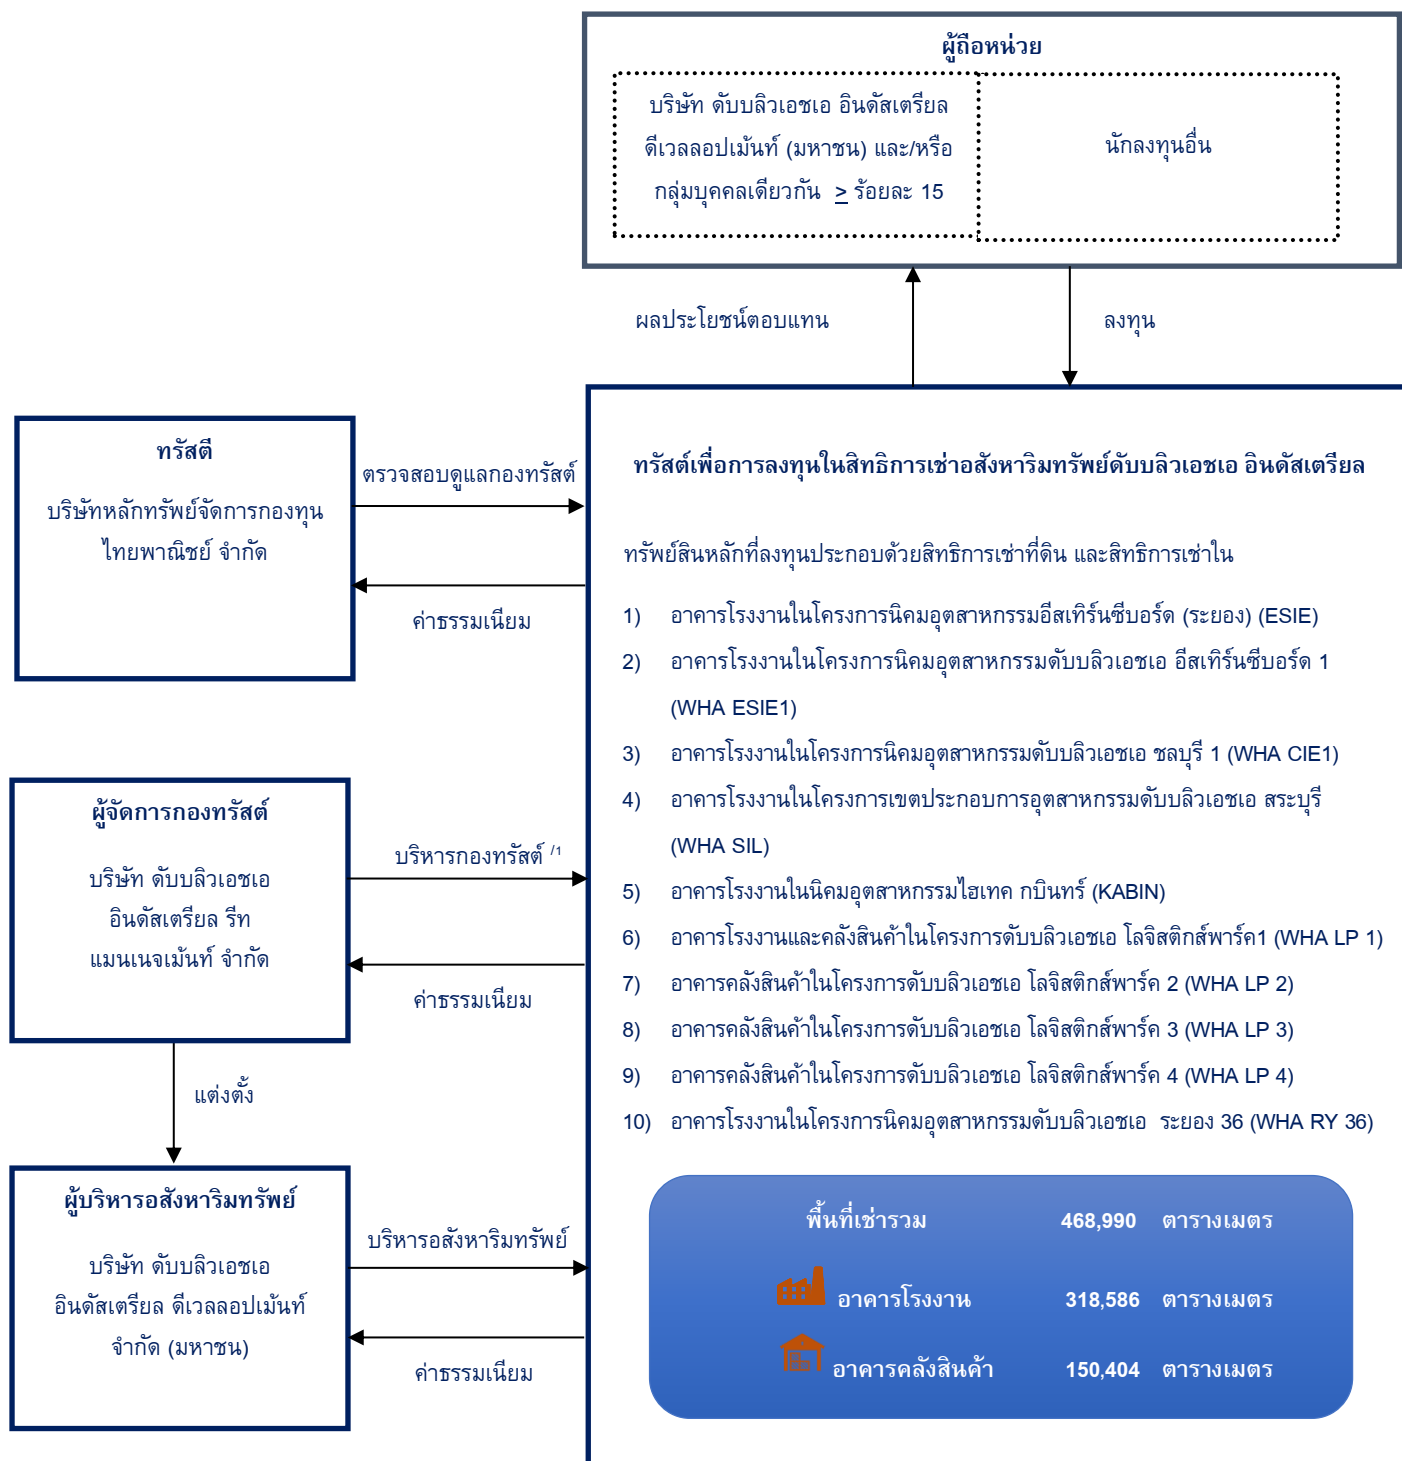 ผู้ถือหน่วย
บริษัท ดับบลิวเอชเอ อินดัสเตรียล
ดีเวลลอปเม้นท์ (มหาชน) และ/หรือ
กลุ่มบุคคลเดียวกัน ≥ ร้อยละ 15
นักลงทุนอื่น
ผลประโยชน์ตอบแทน
ลงทุน
ทรัสตี
บริษัทหลักทรัพย์จัดการกองทุน
ไทยพาณิชย์ จำกัด
ตรวจสอบดูแลกองทรัสต์
ค่าธรรมเนียม
ผู้จัดการกองทรัสต์
บริษัท ดับบลิวเอชเอ
อินดัสเตรียล รีท
แมนเนจเม้นท์ จำกัด
บริหารกองทรัสต์ /1
ค่าธรรมเนียม
แต่งตั้ง
ผู้บริหารอสังหาริมทรัพย์
บริษัท ดับบลิวเอชเอ
อินดัสเตรียล ดีเวลลอปเม้นท์
จำกัด (มหาชน)
บริหารอสังหาริมทรัพย์
ค่าธรรมเนียม
ทรัสต์เพื่อการลงทุนในสิทธิการเช่าอสังหาริมทรัพย์ดับบลิวเอชเอ อินดัสเตรียล
ทรัพย์สินหลักที่ลงทุนประกอบด้วยสิทธิการเช่าที่ดิน และสิทธิการเช่าใน
1) อาคารโรงงานในโครงการนิคมอุตสาหกรรมอีสเทิร์นซีบอร์ด (ระยอง) (ESIE)
2) อาคารโรงงานในโครงการนิคมอุตสาหกรรมดับบลิวเอชเอ อีสเทิร์นซีบอร์ด 1
(WHA ESIE1)
3) อาคารโรงงานในโครงการนิคมอุตสาหกรรมดับบลิวเอชเอ ชลบุรี 1 (WHA CIE1)
4) อาคารโรงงานในโครงการเขตประกอบการอุตสาหกรรมดับบลิวเอชเอ สระบุรี
(WHA SIL)
5) อาคารโรงงานในนิคมอุตสาหกรรมไฮเทค กบินทร์ (KABIN)
6) อาคารโรงงานและคลังสินค้าในโครงการดับบลิวเอชเอ โลจิสติกส์พาร์ค1 (WHA LP 1)
7) อาคารคลังสินค้าในโครงการดับบลิวเอชเอ โลจิสติกส์พาร์ค 2 (WHA LP 2)
8) อาคารคลังสินค้าในโครงการดับบลิวเอชเอ โลจิสติกส์พาร์ค 3 (WHA LP 3)
9) อาคารคลังสินค้าในโครงการดับบลิวเอชเอ โลจิสติกส์พาร์ค 4 (WHA LP 4)
10) อาคารโรงงานในโครงการนิคมอุตสาหกรรมดับบลิวเอชเอ ระยอง 36 (WHA RY 36)
พื้นที่เช่ารวม 468,990 ตารางเมตร
อาคารโรงงาน 318,586 ตารางเมตร
อาคารคลังสินค้า 150,404 ตารางเมตร